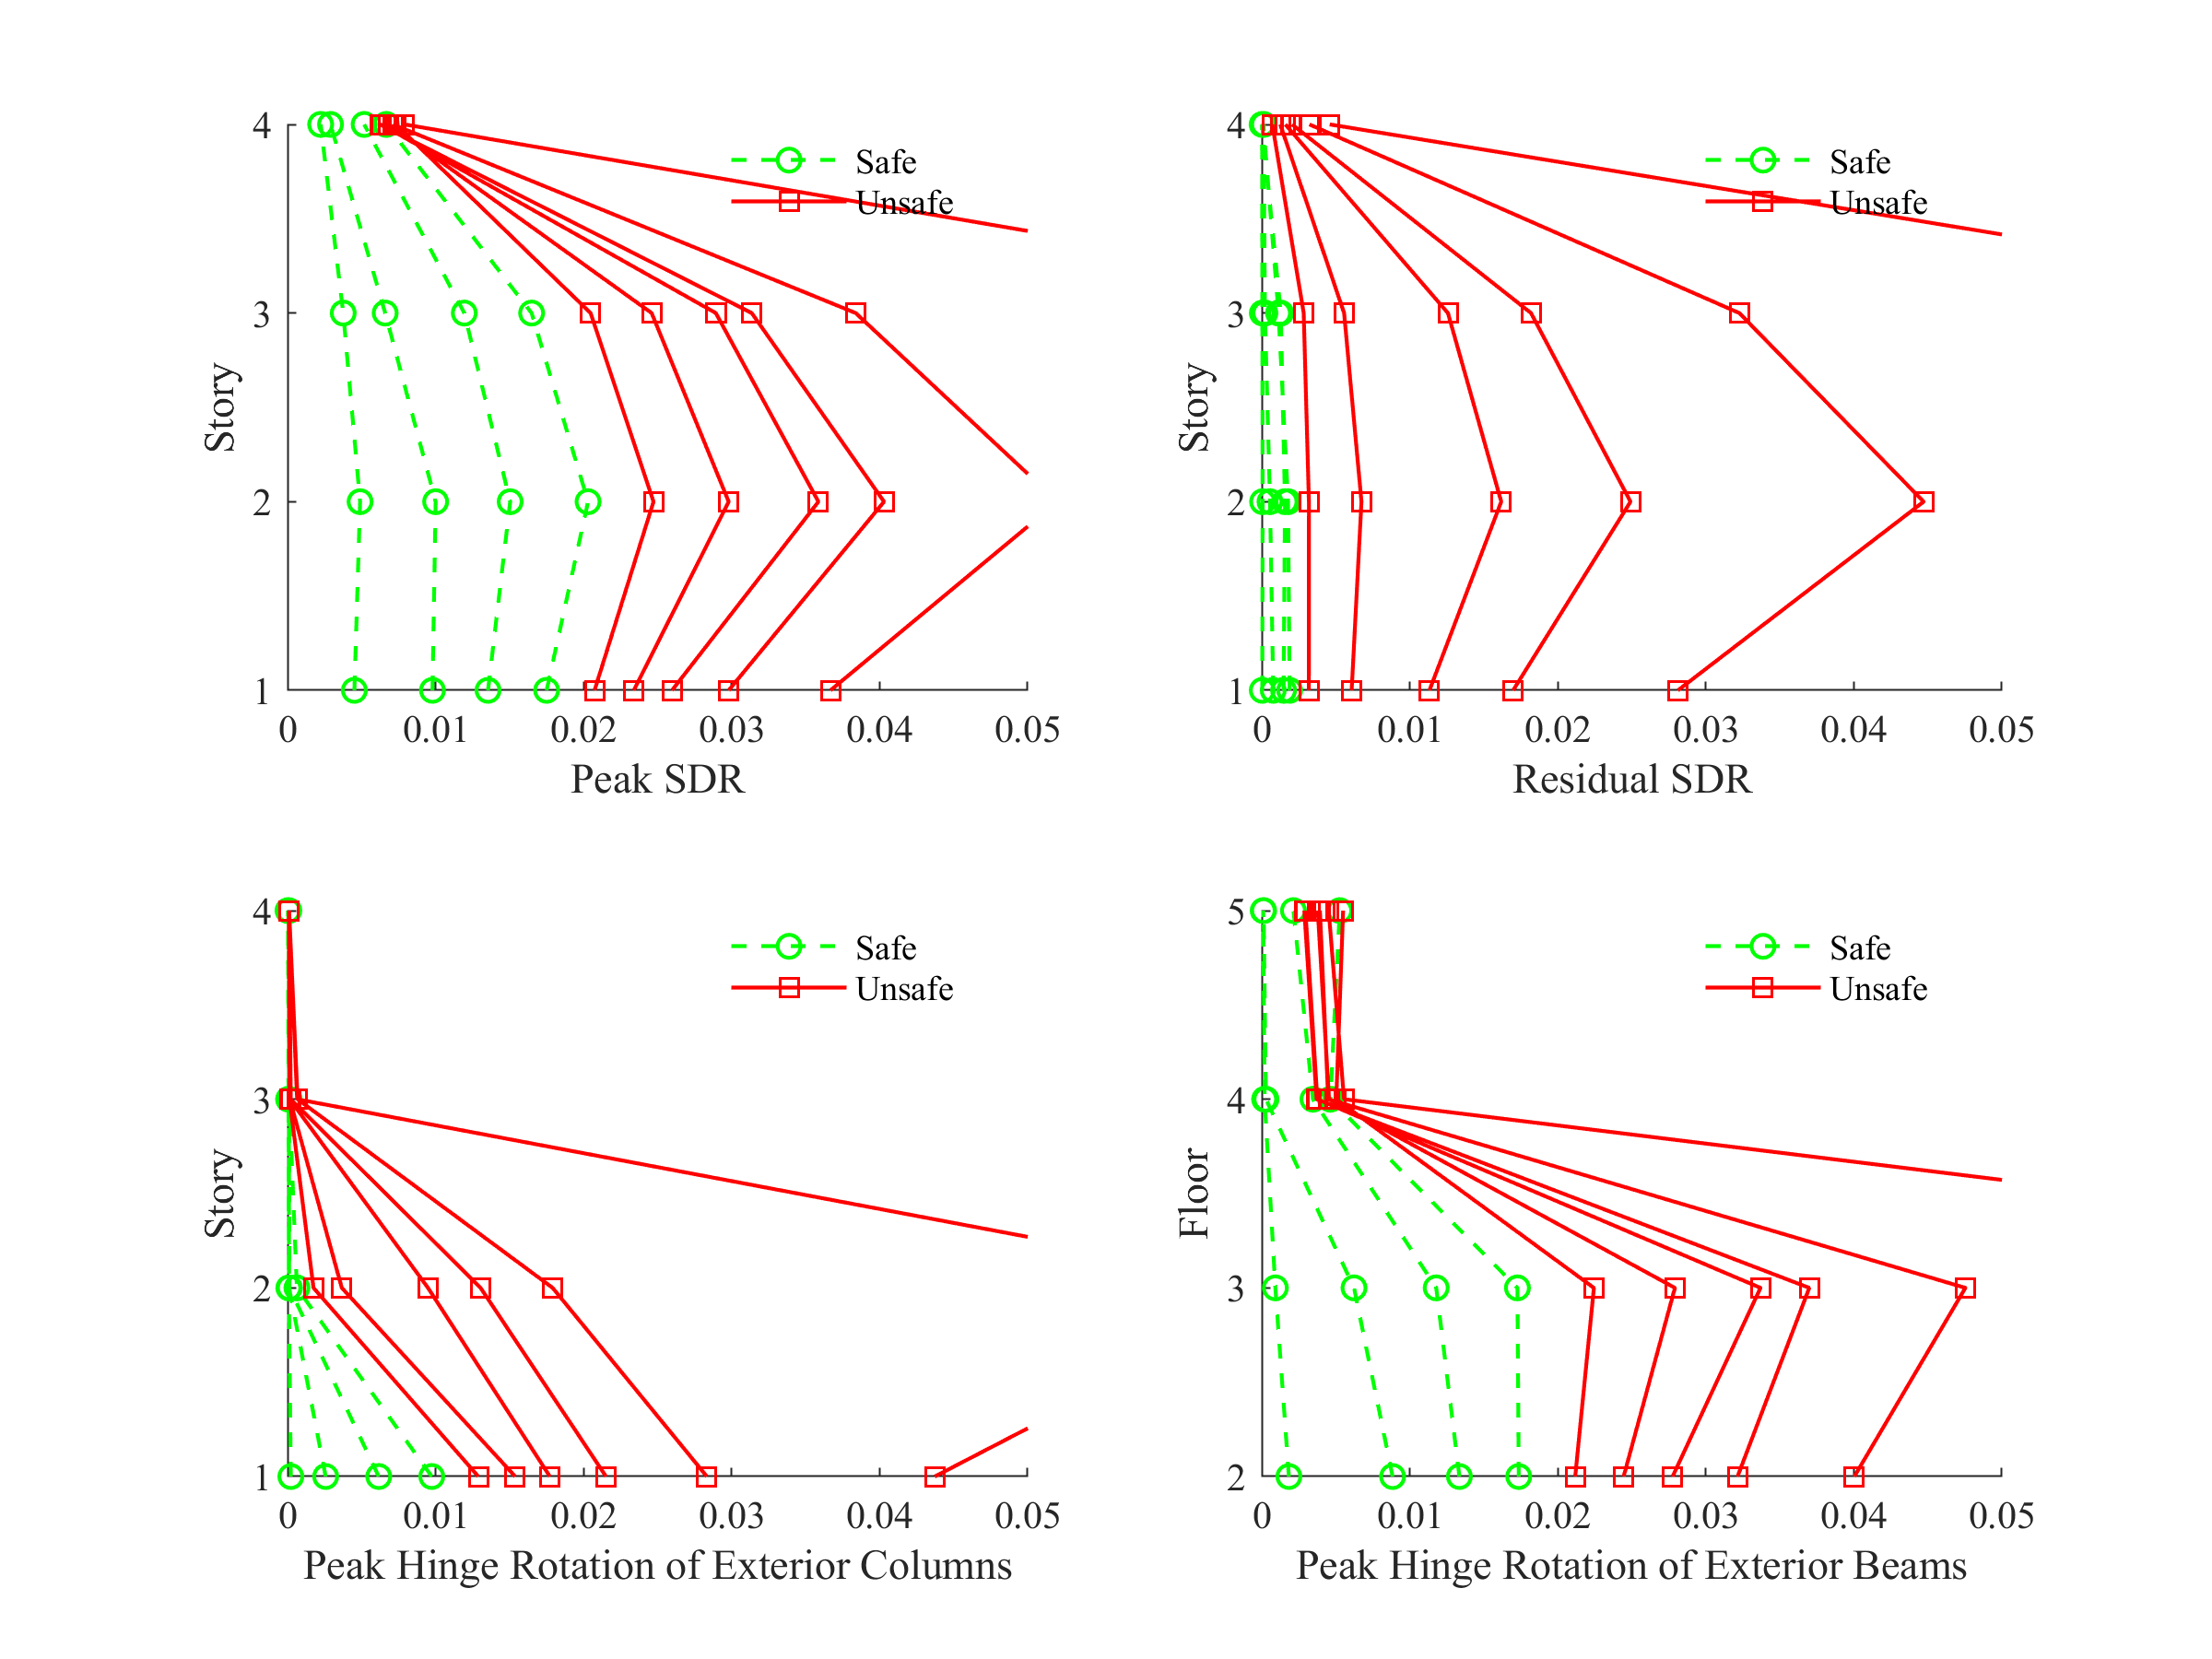 4
3
2
1
Story
0 0.01 0.02 0.03 0.04 0.05
Peak SDR
Safe
Unsafe
4
3
2
1
Story
0 0.01 0.02 0.03 0.04 0.05
Residual SDR
Safe
Unsafe
4
3
2
1
Story
0 0.01 0.02 0.03 0.04 0.05
Peak Hinge Rotation of Exterior Columns
Safe
Unsafe
5
4
3
2
Floor
0 0.01 0.02 0.03 0.04 0.05
Peak Hinge Rotation of Exterior Beams
Safe
Unsafe